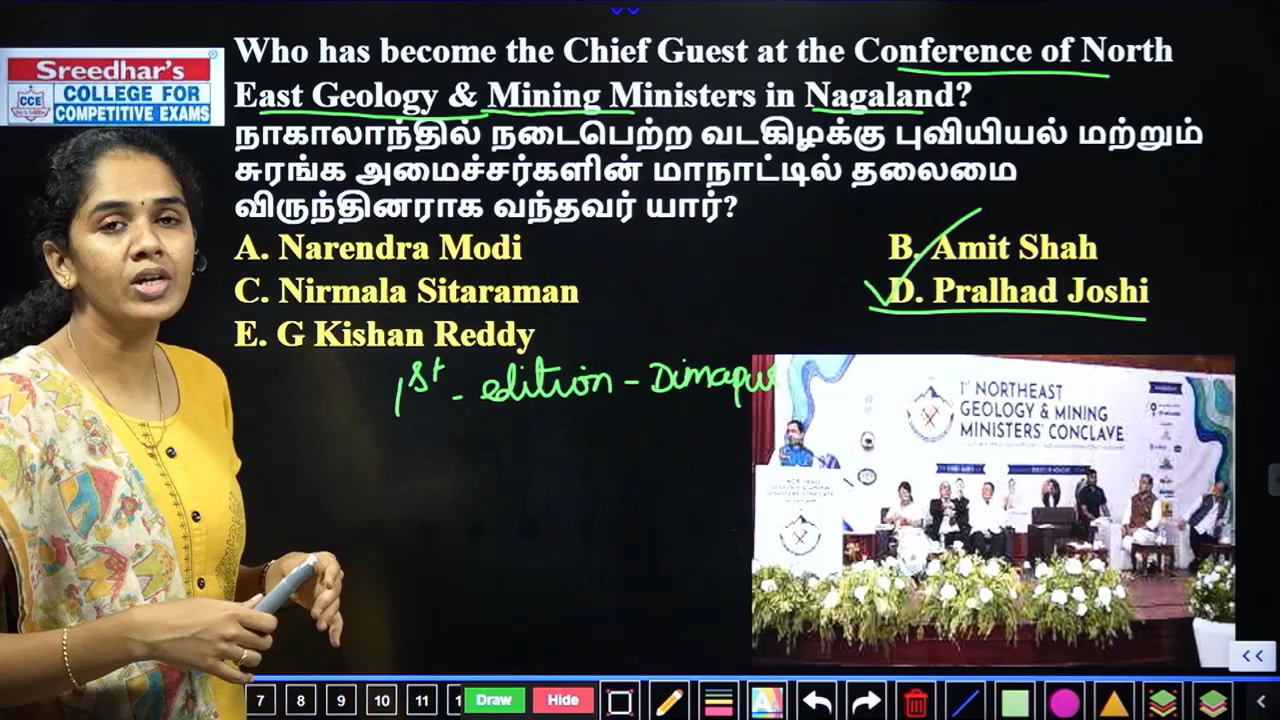 Sreedhar's
CCE
COLLEGE FOR
COMPETITIVE EXAMS
Who has become the Chief Guest at the Conference of North
East Geology & Mining Ministers in Nagaland?
நாகாலாந்தில் நடைபெற்ற வடகிழக்கு புவியியல் மற்றும்
சுரங்க அமைச்சர்களின் மாநாட்டில் தலைமை
விருந்தினராக வந்தவர் யார்?
A. Narendra Modi
B. Amit Shah
C. Nirmala Sitaraman
D. Pralhad Joshi
E. G Kishan Reddy
1st - edition - Dimapur
1st NORTHEAST
GEOLOGY & MINING
MINISTERS' CONCLAVE
7 8 9 10 11 1 Draw Hide